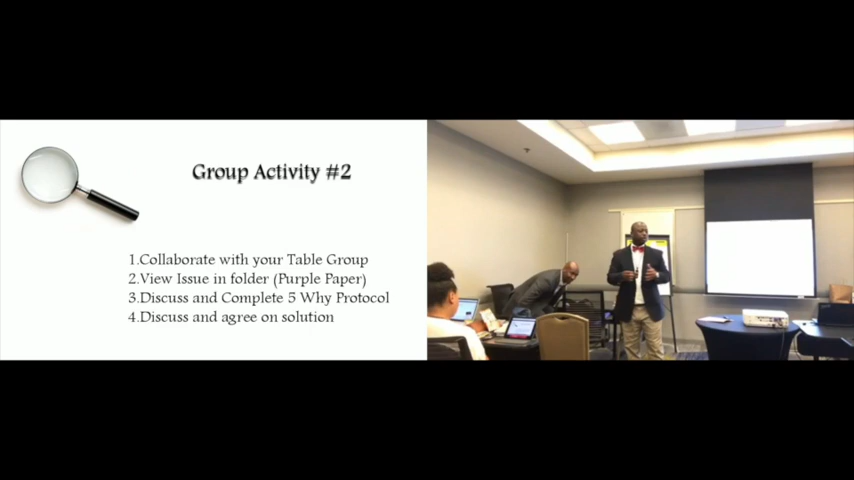 Group Activity #2
1.Collaborate with your Table Group
2.View Issue in folder (Purple Paper)
3.Discuss and Complete 5 Why Protocol
4.Discuss and agree on solution